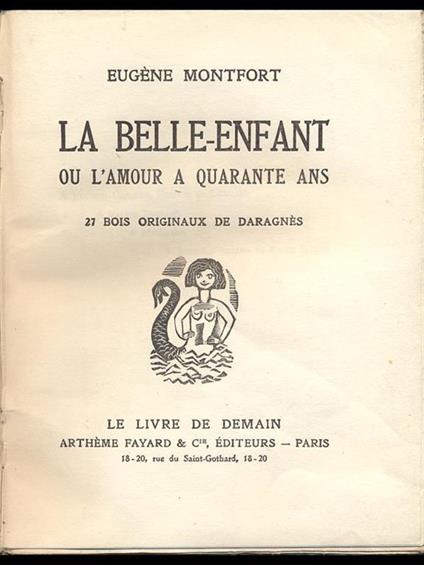 EUGÈNE MONTFORT
LA BELLE-ENFANT
OU L'AMOUR A QUARANTE ANS
27 BOIS ORIGINAUX DE DARAGNÈS
LE LIVRE DE DEMAIN
ARTHÈME FAYARD & Cie, ÉDITEURS — PARIS
18-20, rue du Saint-Gothard, 18-20